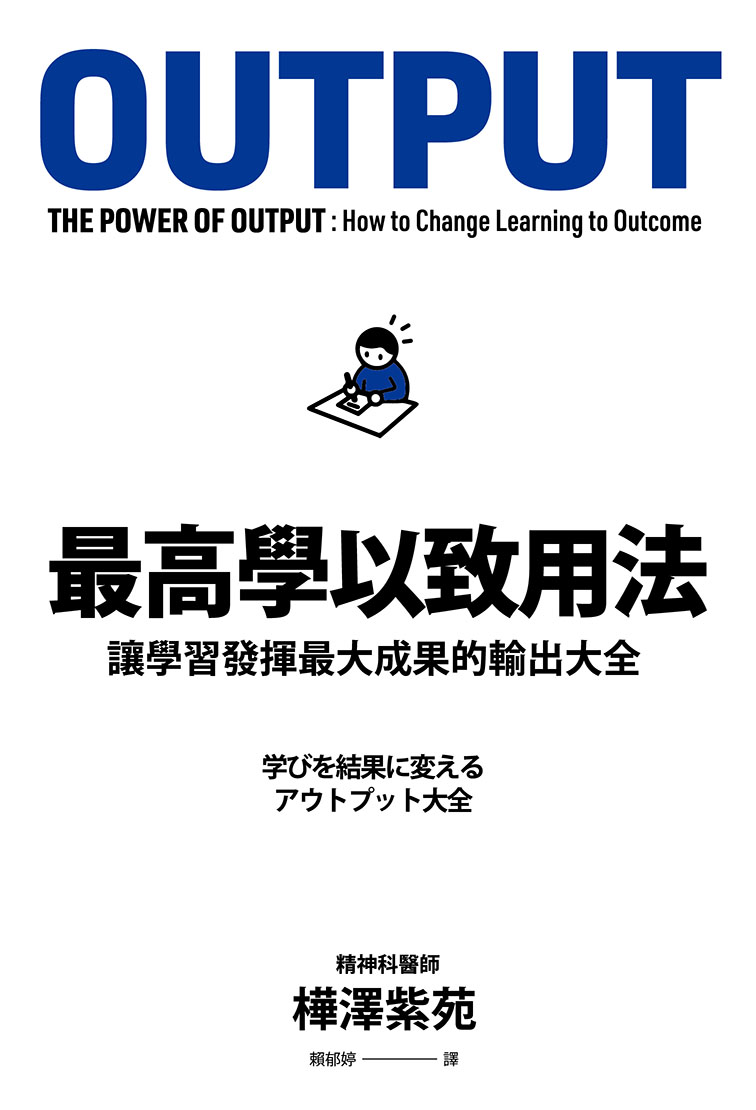 OUTPUT
THE POWER OF OUTPUT : How to Change Learning to Outcome
最高學以致用法
讓學習發揮最大成果的輸出大全
学びを結果に変える
アウトプット大全
精神科醫師
樺澤紫苑
賴郁婷 ——— 譯